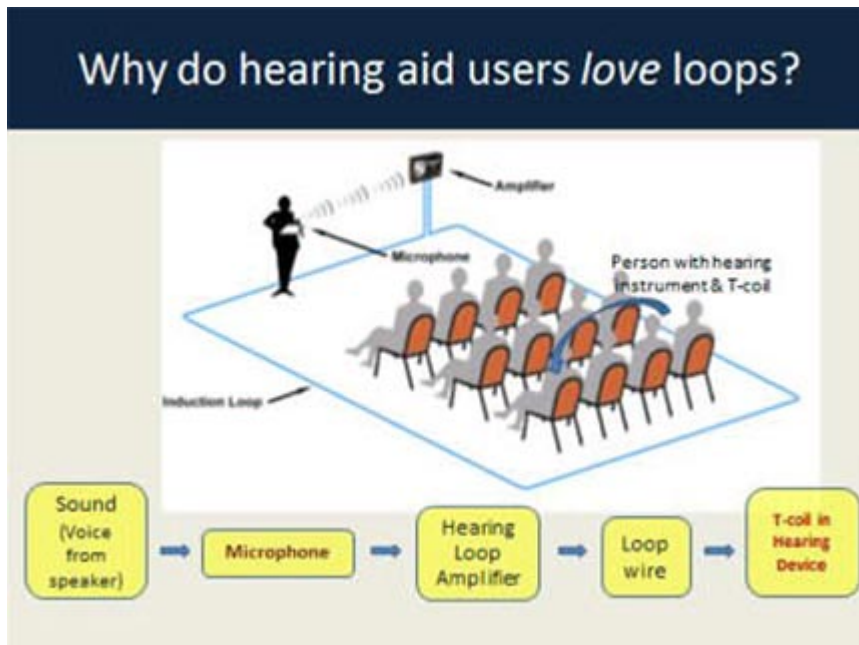 Why do hearing aid users love loops?
Amplifier
Microphone
Person with hearing
instrument & T-coil
Induction Loop
Sound
(Voice
from
speaker)
Microphone
Hearing
Loop
Amplifier
Loop
wire
T-coil in
Hearing
Device